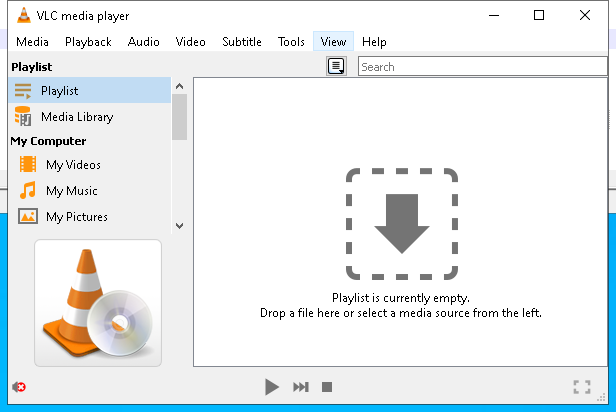 VLC media player
Media Playback Audio Video Subtitle Tools View Help
Playlist
Search
Playlist
Media Library
My Computer
My Videos
My Music
My Pictures
Playlist is currently empty.
Drop a file here or select a media source from the left.